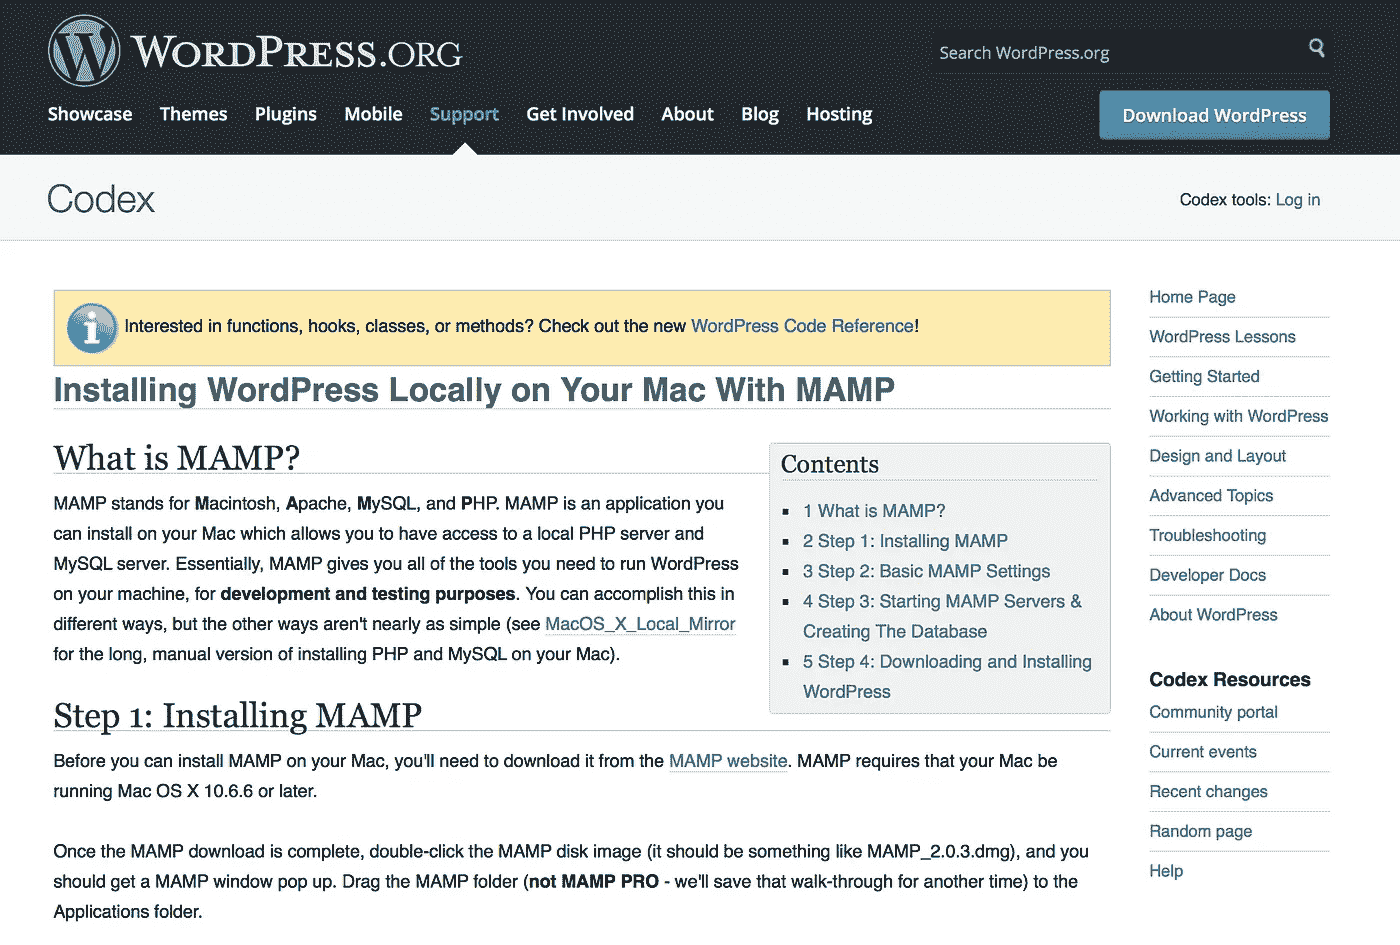 WORDPRESS.ORG
Search WordPress.org
Showcase Themes Plugins Mobile Support Get Involved About Blog Hosting
Download WordPress
Codex
Codex tools: Log in
Interested in functions, hooks, classes, or methods? Check out the new WordPress Code Reference!
Installing WordPress Locally on Your Mac With MAMP
What is MAMP?
MAMP stands for Macintosh, Apache, MySQL, and PHP. MAMP is an application you
can install on your Mac which allows you to have access to a local PHP server and
MySQL server. Essentially, MAMP gives you all of the tools you need to run WordPress
on your machine, for development and testing purposes. You can accomplish this in
different ways, but the other ways aren't nearly as simple (see MacOS_X_Local_Mirror
for the long, manual version of installing PHP and MySQL on your Mac).
Contents
1 What is MAMP?
2 Step 1: Installing MAMP
3 Step 2: Basic MAMP Settings
4 Step 3: Starting MAMP Servers &
Creating The Database
5 Step 4: Downloading and Installing
WordPress
Step 1: Installing MAMP
Before you can install MAMP on your Mac, you'll need to download it from the MAMP website. MAMP requires that your Mac be
running Mac OS X 10.6.6 or later.
Once the MAMP download is complete, double-click the MAMP disk image (it should be something like MAMP_2.0.3.dmg), and you
should get a MAMP window pop up. Drag the MAMP folder (not MAMP PRO - we'll save that walk-through for another time) to the
Applications folder.
Home Page
WordPress Lessons
Getting Started
Working with WordPress
Design and Layout
Advanced Topics
Troubleshooting
Developer Docs
About WordPress
Codex Resources
Community portal
Current events
Recent changes
Random page
Help